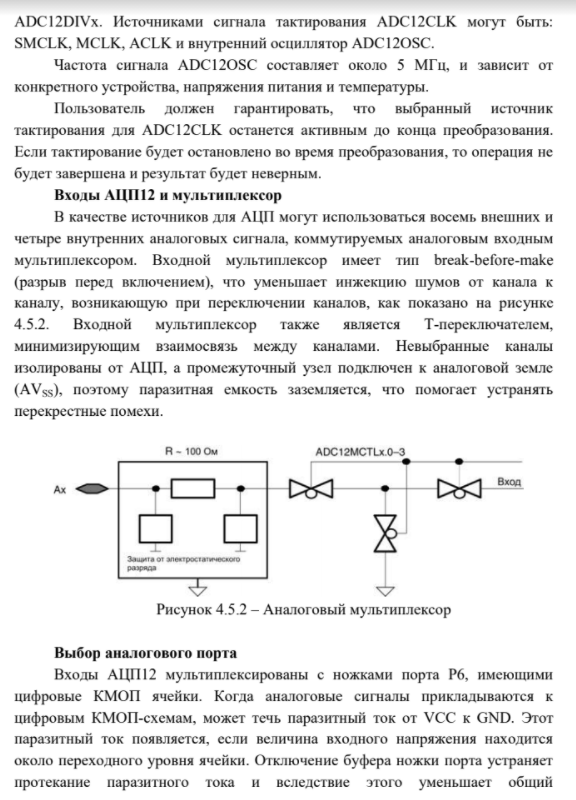 ADC12DIVx. Источниками сигнала тактирования ADC12CLK могут быть:
SMCLK, MCLK, ACLK и внутренний осциллятор ADC12OSC.
Частота сигнала ADC12OSC составляет около 5 МГц, и зависит от
конкретного устройства, напряжения питания и температуры.
Пользователь должен гарантировать, что выбранный источник
тактирования для ADC12CLK останется активным до конца преобразования.
Если тактирование будет остановлено во время преобразования, то операция не
будет завершена и результат будет неверным.
Входы АЦП12 и мультиплексор
В качестве источников для АЦП могут использоваться восемь внешних и
четыре внутренних аналоговых сигнала, коммутируемых аналоговым входным
мультиплексором. Входной мультиплексор имеет тип break-before-make
(разрыв перед включением), что уменьшает инжекцию шумов от канала к
каналу, возникающую при переключении каналов, как показано на рисунке
4.5.2. Входной мультиплексор также является Т-переключателем,
минимизирующим взаимосвязь между каналами. Невыбранные каналы
изолированы от АЦП, а промежуточный узел подключен к аналоговой земле
(AVSS), поэтому паразитная емкость заземляется, что помогает устранять
перекрестные помехи.
R ~ 100 Ом
ADC12MCTLx.0–3
Ax
Вход
Защита от электростатического
разряда
Рисунок 4.5.2 – Аналоговый мультиплексор
Выбор аналогового порта
Входы АЦП12 мультиплексированы с ножками порта Р6, имеющими
цифровые КМОП ячейки. Когда аналоговые сигналы прикладываются к
цифровым КМОП-схемам, может течь паразитный ток от VCC к GND. Этот
паразитный ток появляется, если величина входного напряжения находится
около переходного уровня ячейки. Отключение буфера ножки порта устраняет
протекание паразитного тока и вследствие этого уменьшает общий